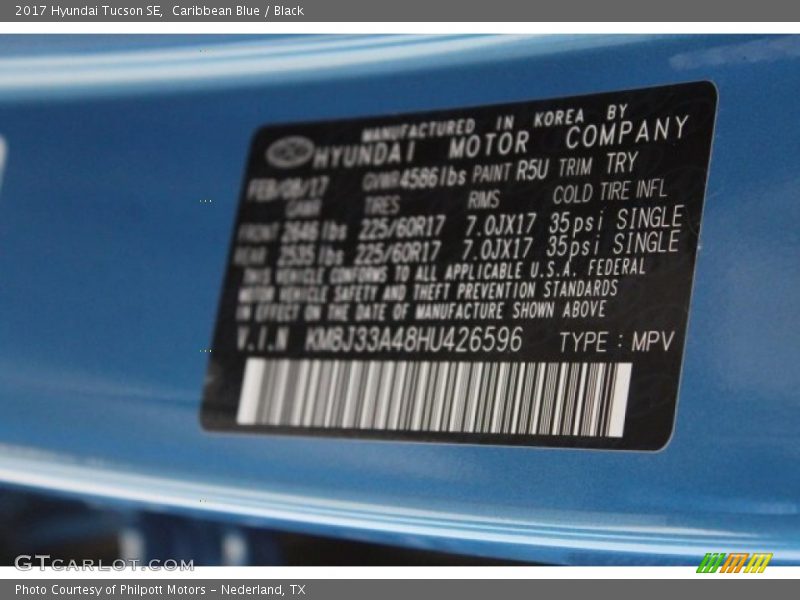 2017 Hyundai Tucson SE, Caribbean Blue / Black
MANUFACTURED IN KOREA BY
HYUNDAI MOTOR COMPANY
FEB/08/17 GVWR 4586 lbs PAINT R5U TRIM TRY
GAWR TIRES RIMS COLD TIRE INFL
FRONT 2646 lbs 225/60R17 7.0JX17 35psi SINGLE
REAR 2535 lbs 225/60R17 7.0JX17 35psi SINGLE
THIS VEHICLE CONFORMS TO ALL APPLICABLE U.S.A. FEDERAL
MOTOR VEHICLE SAFETY AND THEFT PREVENTION STANDARDS
IN EFFECT ON THE DATE OF MANUFACTURE SHOWN ABOVE
V.I.N KM8J33A48HU426596 TYPE : MPV
GTCARLOT.COM
Photo Courtesy of Philpott Motors - Nederland, TX